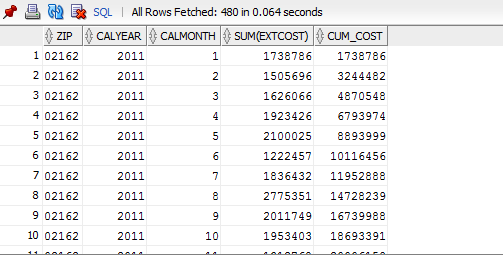 SQL | All Rows Fetched: 480 in 0.064 seconds
ZIP CALYEAR CALMONTH SUM(EXTCOST) CUM_COST
1 02162 2011 1 1738786 1738786
2 02162 2011 2 1505696 3244482
3 02162 2011 3 1626066 4870548
4 02162 2011 4 1923426 6793974
5 02162 2011 5 2100025 8893999
6 02162 2011 6 1222457 10116456
7 02162 2011 7 1836432 11952888
8 02162 2011 8 2775351 14728239
9 02162 2011 9 2011749 16739988
10 02162 2011 10 1953403 18693391